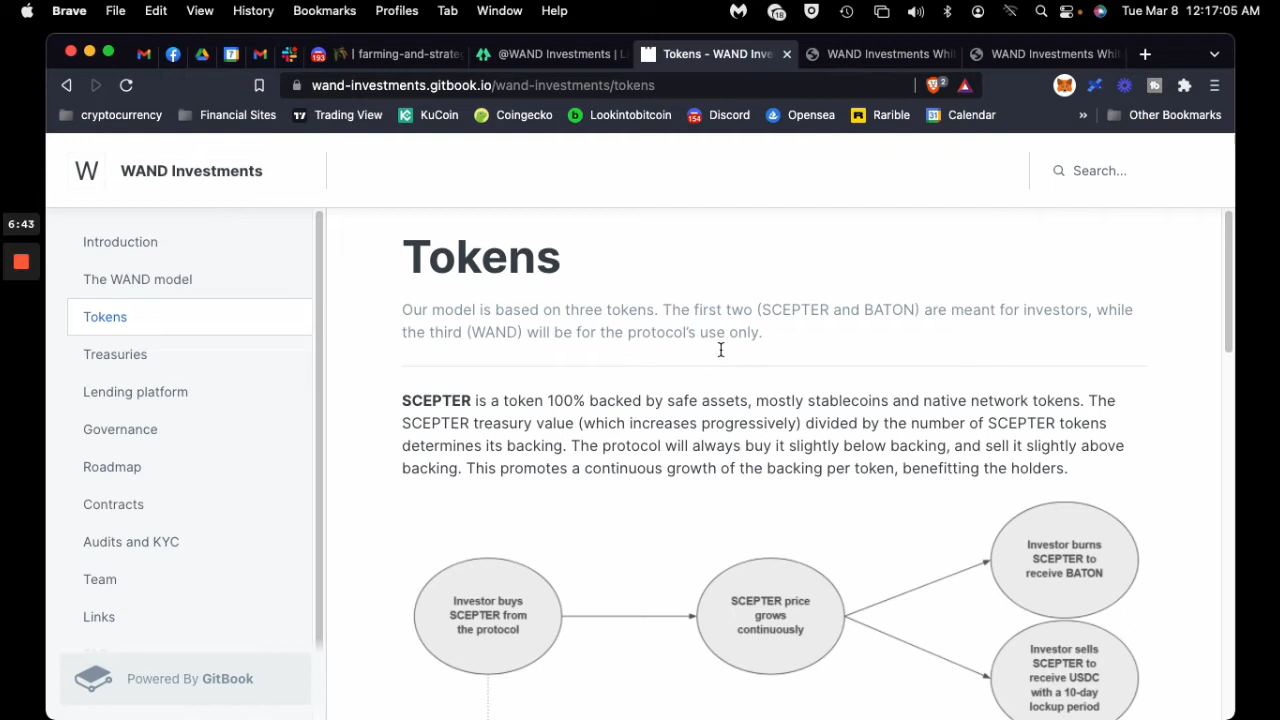 Brave File Edit View History Bookmarks Profiles Tab Window Help 18 Tue Mar 8 12:17:05 AM
193 | farming-and-strate @WAND Investments | L Tokens - WAND Inve WAND Investments Whit WAND Investments Whit
wand-investments.gitbook.io/wand-investments/tokens 2
cryptocurrency Financial Sites Trading View KuCoin Coingecko Lookintobitcoin 154 Discord Opensea Rarible 31 Calendar » Other Bookmarks
W WAND Investments Search...
6:43
Introduction
The WAND model
Tokens
Treasuries
Lending platform
Governance
Roadmap
Contracts
Audits and KYC
Team
Links
Powered By GitBook
Tokens
Our model is based on three tokens. The first two (SCEPTER and BATON) are meant for investors, while
the third (WAND) will be for the protocol's use only.
SCEPTER is a token 100% backed by safe assets, mostly stablecoins and native network tokens. The
SCEPTER treasury value (which increases progressively) divided by the number of SCEPTER tokens
determines its backing. The protocol will always buy it slightly below backing, and sell it slightly above
backing. This promotes a continuous growth of the backing per token, benefitting the holders.
Investor buys
SCEPTER from
the protocol
SCEPTER price
grows
continuously
Investor burns
SCEPTER to
receive BATON
Investor sells
SCEPTER to
receive USDC
with a 10-day
lockup period